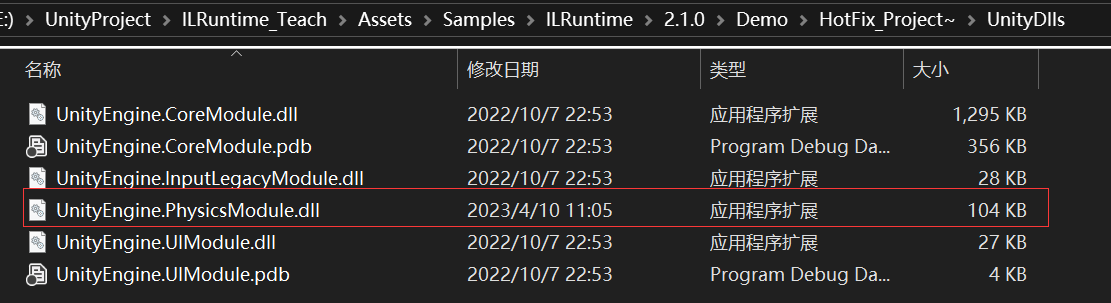 E:) > UnityProject > ILRuntime_Teach > Assets > Samples > ILRuntime > 2.1.0 > Demo > HotFix_Project~ > UnityDlls
名称 修改日期 类型 大小
UnityEngine.CoreModule.dll 2022/10/7 22:53 应用程序扩展 1,295 KB
UnityEngine.CoreModule.pdb 2022/10/7 22:53 Program Debug Da... 356 KB
UnityEngine.InputLegacyModule.dll 2022/10/7 22:53 应用程序扩展 28 KB
UnityEngine.PhysicsModule.dll 2023/4/10 11:05 应用程序扩展 104 KB
UnityEngine.UIModule.dll 2022/10/7 22:53 应用程序扩展 27 KB
UnityEngine.UIModule.pdb 2022/10/7 22:53 Program Debug Da... 4 KB